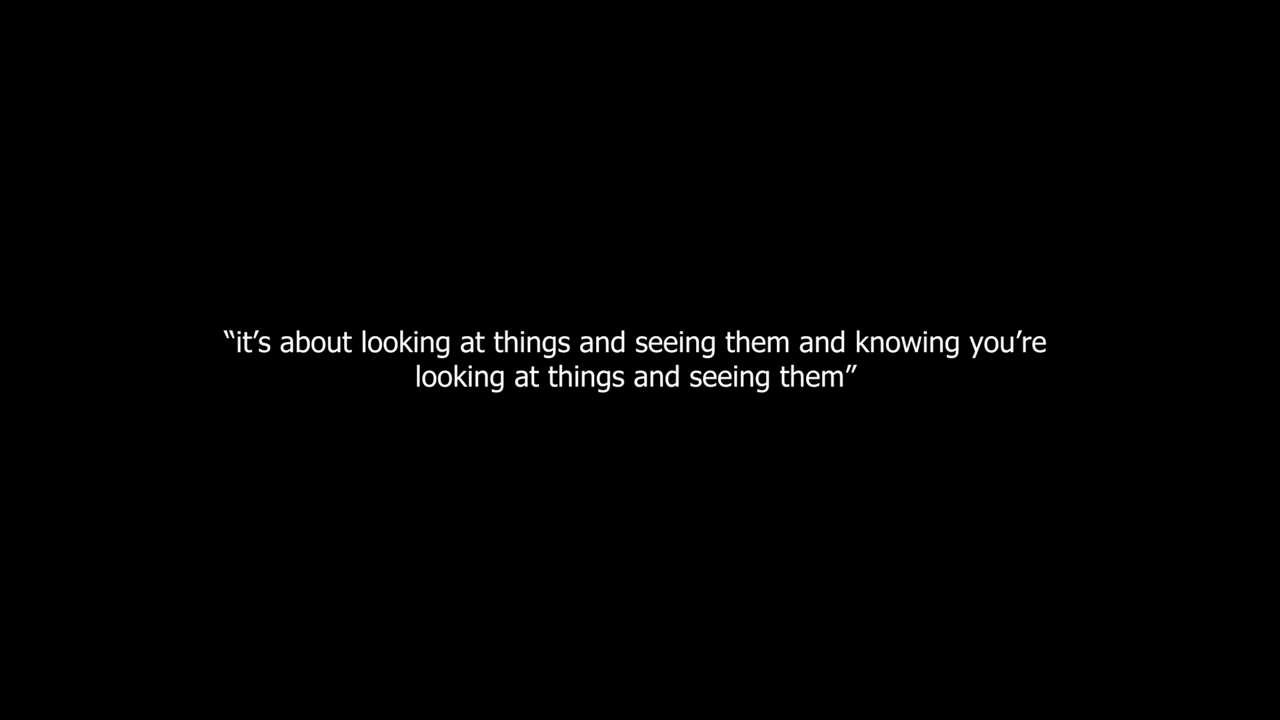 “it’s about looking at things and seeing them and knowing you’re
looking at things and seeing them”